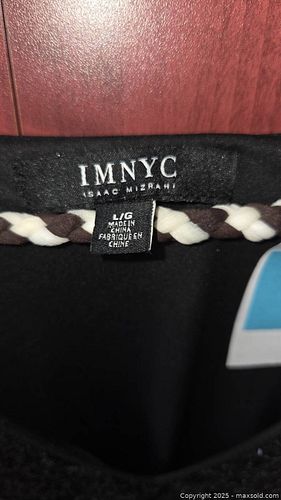 IMNYC
ISAAC MIZRAHI
L/G
MADE IN
CHINA
FABRIQUE EN
CHINE
Copyright 2025 - maxsold.com